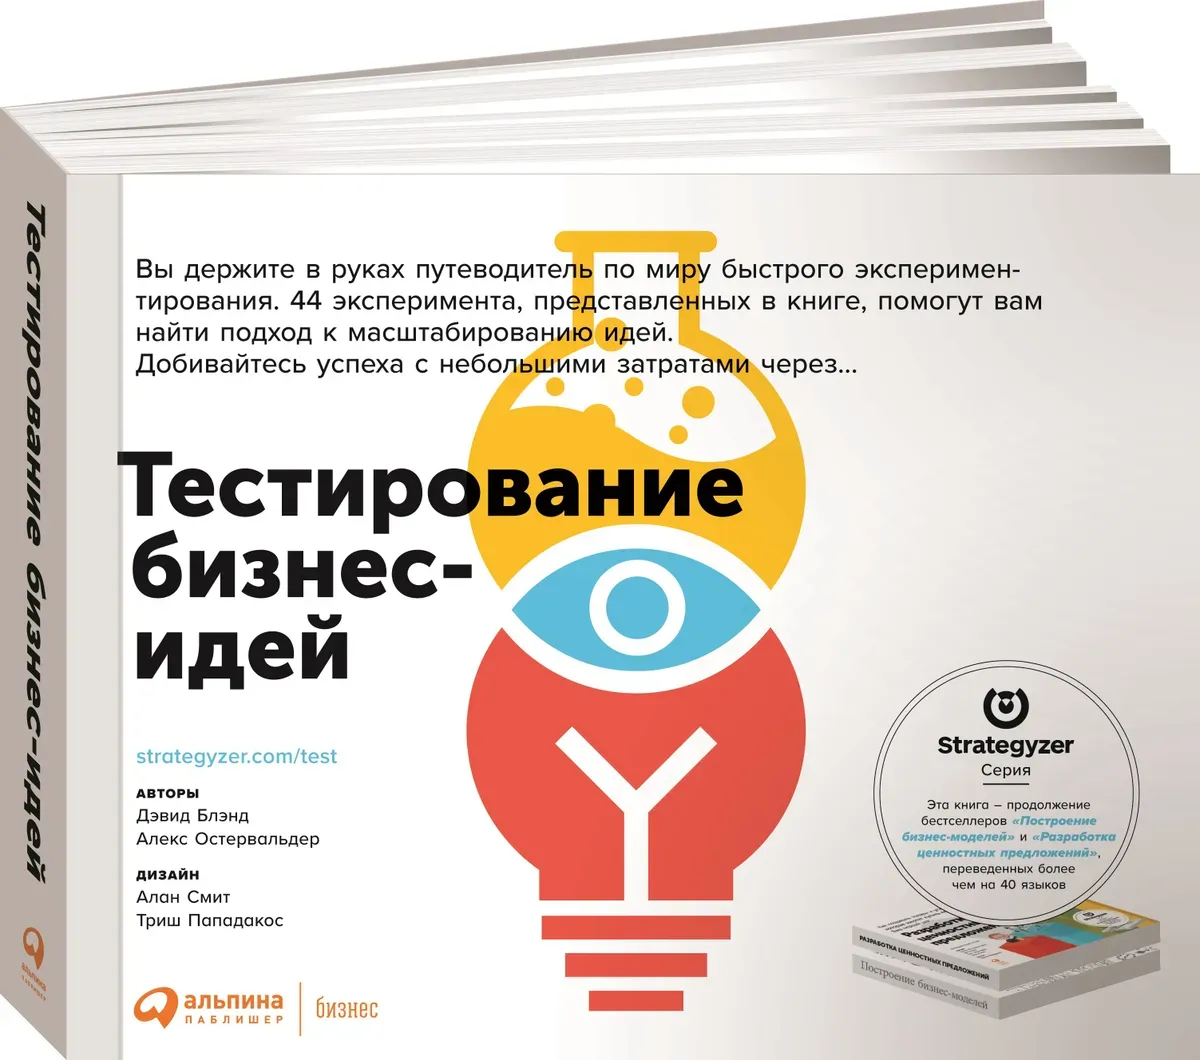 Тестирование бизнес-идей
альпина
ПАБЛИШЕР
Вы держите в руках путеводитель по миру быстрого эксперимен-
тирования. 44 эксперимента, представленных в книге, помогут вам
найти подход к масштабированию идей.
Добивайтесь успеха с небольшими затратами через...
Тестирование
бизнес-
идей
strategyzer.com/test
АВТОРЫ
Дэвид Блэнд
Алекс Остервальдер
ДИЗАЙН
Алан Смит
Триш Пападакос
альпина
ПАБЛИШЕР
бизнес
Strategyzer
Серия
Эта книга – продолжение
бестселлеров «Построение
бизнес-моделей» и «Разработка
ценностных предложений»,
переведенных более
чем на 40 языков
Strategyzer
РАЗРАБОТКА ЦЕННОСТНЫХ ПРЕДЛОЖЕНИЙ
Построение бизнес-моделей